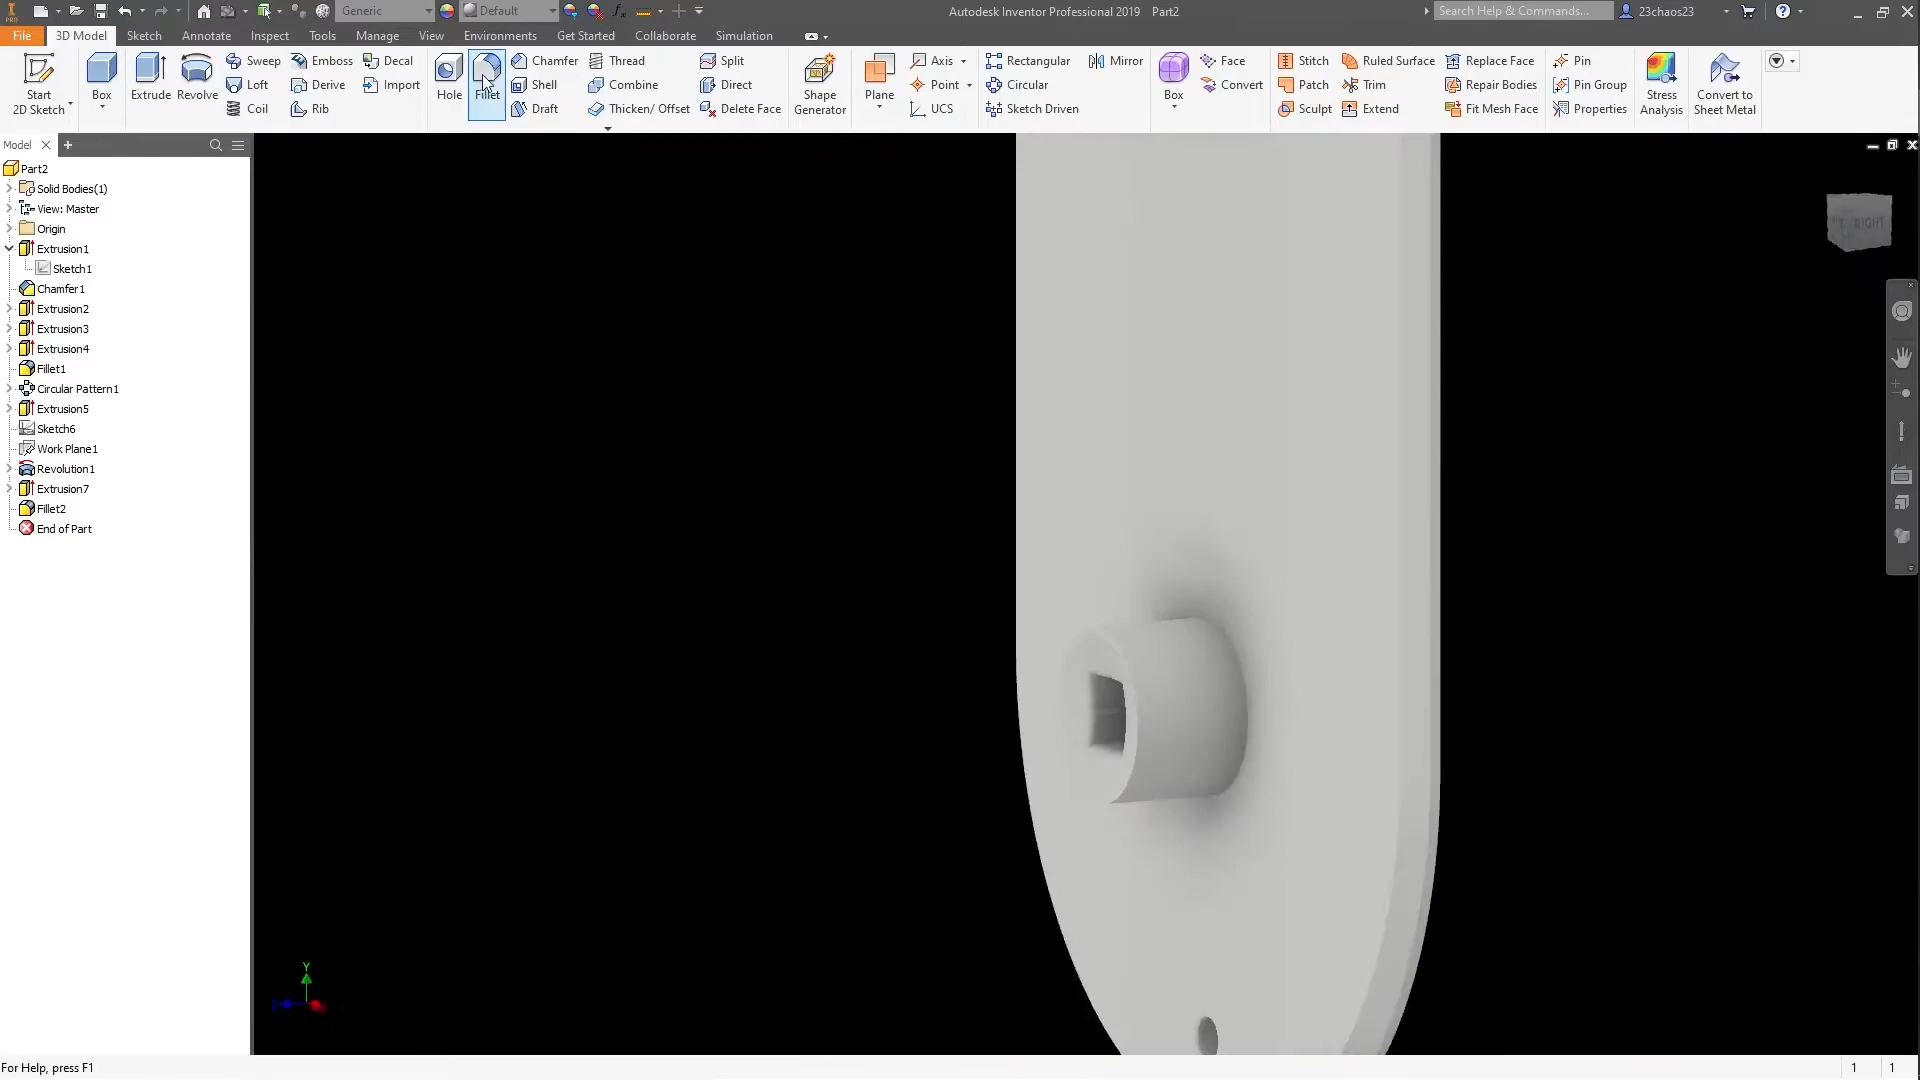 PRO Generic Default fx Autodesk Inventor Professional 2019 Part2 Search Help & Commands... 23chaos23
File 3D Model Sketch Annotate Inspect Tools Manage View Environments Get Started Collaborate Simulation
Start 2D Sketch
Box
Extrude
Revolve
Sweep
Loft
Coil
Emboss
Derive
Rib
Decal
Import
Hole
Fillet
Chamfer
Shell
Draft
Thread
Combine
Thicken/ Offset
Split
Direct
Delete Face
Shape Generator
Plane
Axis
Point
UCS
Rectangular
Circular
Sketch Driven
Mirror
Box
Face
Convert
Stitch
Patch
Sculpt
Ruled Surface
Trim
Extend
Replace Face
Repair Bodies
Fit Mesh Face
Pin
Pin Group
Properties
Stress Analysis
Convert to Sheet Metal
Model
Part2
Solid Bodies(1)
View: Master
Origin
Extrusion1
Sketch1
Chamfer1
Extrusion2
Extrusion3
Extrusion4
Fillet1
Circular Pattern1
Extrusion5
Sketch6
Work Plane1
Revolution1
Extrusion7
Fillet2
End of Part
RIGHT
Y
For Help, press F1
1 1